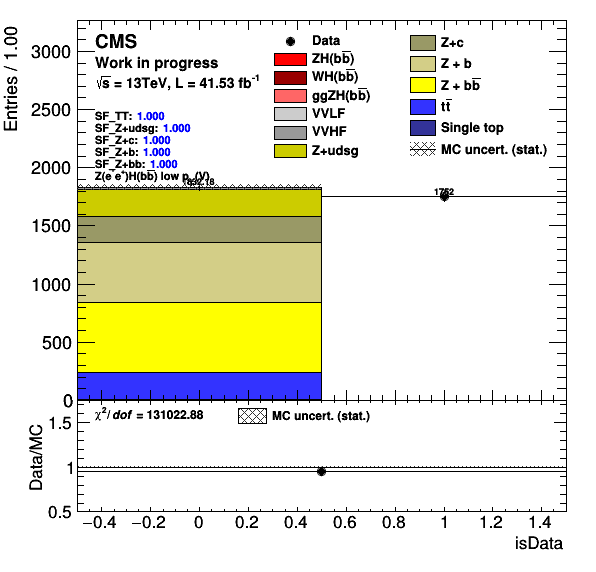 CMS
Work in progress
√s = 13TeV, L = 41.53 fb⁻¹
SF_TT: 1.000
SF_Z+udsg: 1.000
SF_Z+c: 1.000
SF_Z+b: 1.000
SF_Z+bb: 1.000
Z(e⁻e⁺)H(bb̅) low p_T(V)
Data
ZH(bb̅)
WH(bb̅)
ggZH(bb̅)
VVLF
VVHF
Z+udsg
Z+c
Z + b
Z + bb̅
tt̅
Single top
MC uncert. (stat.)
Entries / 1.00
3000
2500
2000
1500
1000
500
0
1832.18
1752
χ²/dof = 131022.88
MC uncert. (stat.)
Data/MC
1.5
1
0.5
−0.4 −0.2 0 0.2 0.4 0.6 0.8 1 1.2 1.4
isData